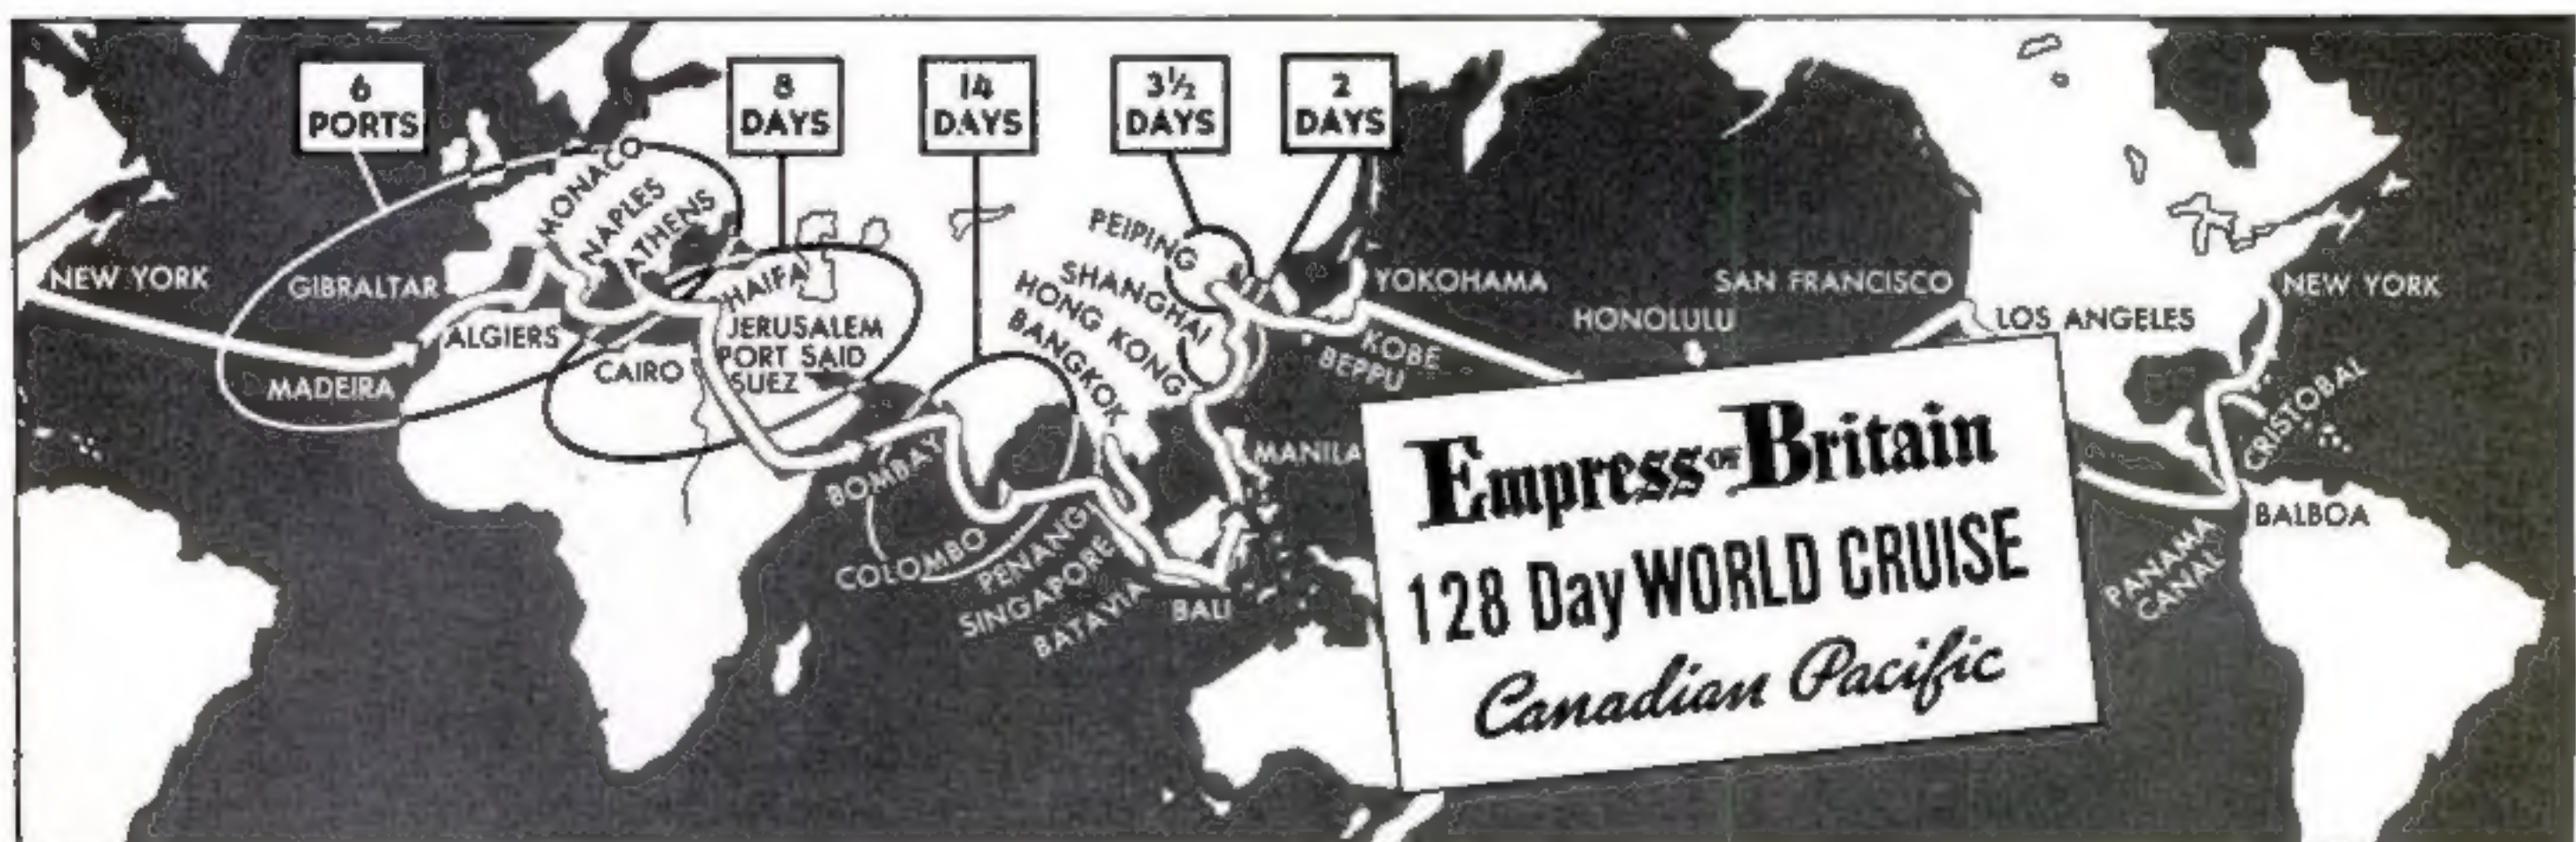 6
PORTS
8
DAYS
14
DAYS
3½
DAYS
2
DAYS
NEW YORK
MADEIRA
GIBRALTAR
ALGIERS
MONACO
NAPLES
ATHENS
HAIFA
JERUSALEM
PORT SAID
SUEZ
CAIRO
BOMBAY
COLOMBO
PENANG
SINGAPORE
BATAVIA
BALI
PEIPING
SHANGHAI
HONG KONG
BANGKOK
MANILA
YOKOHAMA
KOBE
BEPPU
HONOLULU
SAN FRANCISCO
LOS ANGELES
NEW YORK
CRISTOBAL
BALBOA
PANAMA
CANAL
Empress OF Britain
128 Day WORLD CRUISE
Canadian Pacific